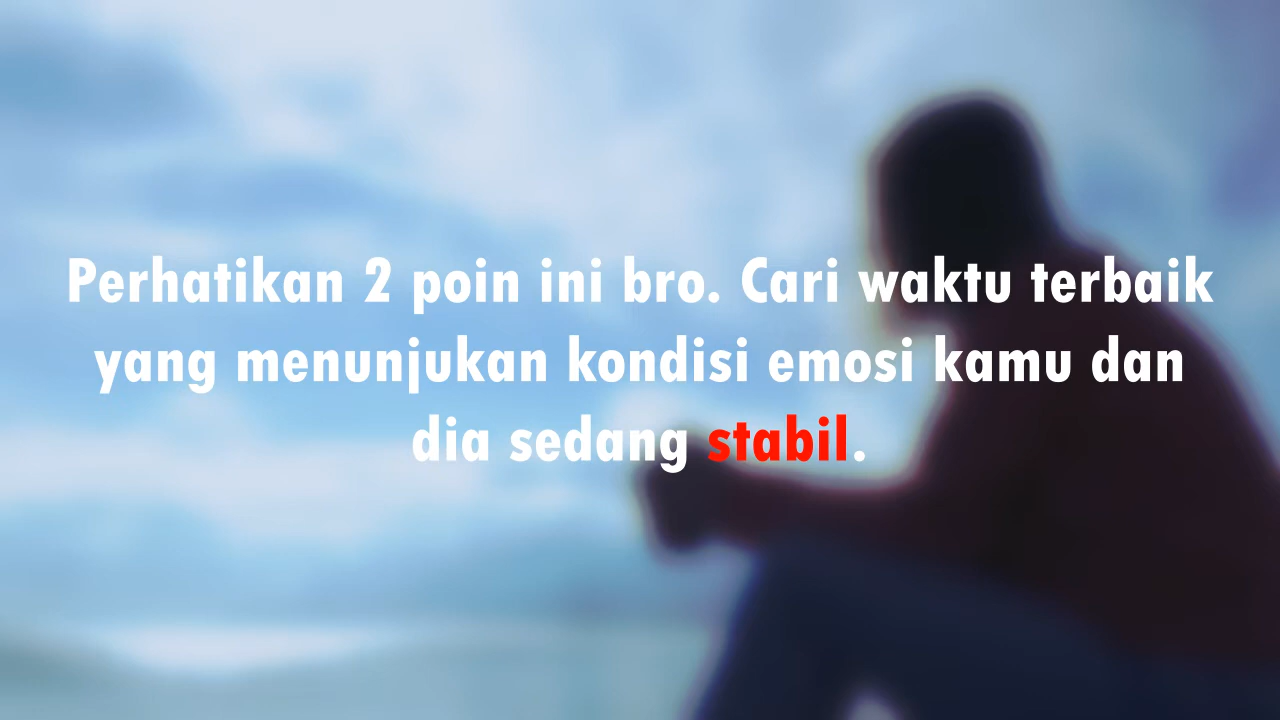 Perhatikan 2 poin ini bro. Cari waktu terbaik
yang menunjukan kondisi emosi kamu dan
dia sedang stabil.